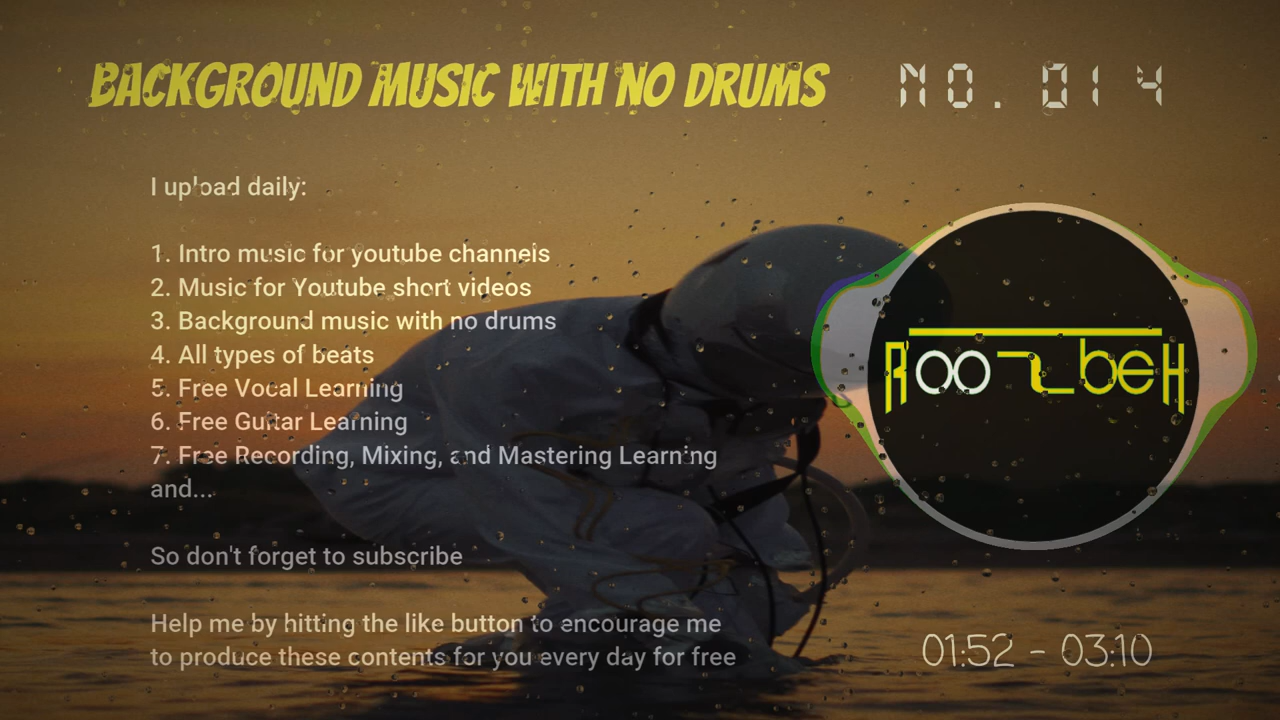 BACKGROUND MUSIC WITH NO DRUMS
NO. 014
I upload daily:
1. Intro music for youtube channels
2. Music for Youtube short videos
3. Background music with no drums
4. All types of beats
5. Free Vocal Learning
6. Free Guitar Learning
7. Free Recording, Mixing, and Mastering Learning
and...
RoozbeH
So don't forget to subscribe
Help me by hitting the like button to encourage me
to produce these contents for you every day for free
01:52 - 03:10